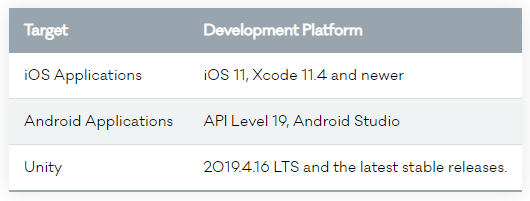 Target Development Platform
iOS Applications iOS 11, Xcode 11.4 and newer
Android Applications API Level 19, Android Studio
Unity 2019.4.16 LTS and the latest stable releases.